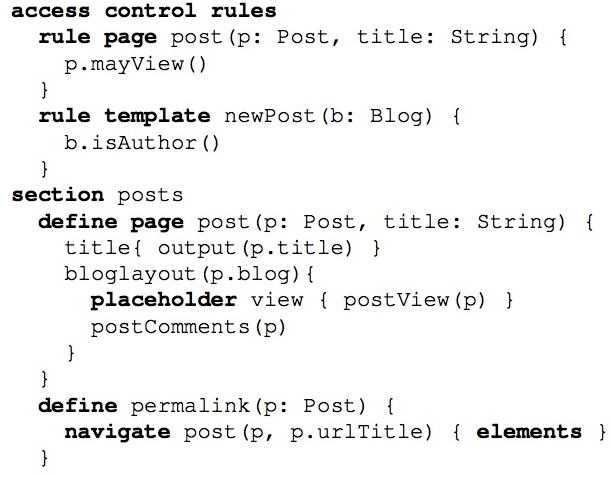 access control rules
  rule page post(p: Post, title: String) {
    p.mayView()
  }
  rule template newPost(b: Blog) {
    b.isAuthor()
  }
section posts
  define page post(p: Post, title: String) {
    title{ output(p.title) }
    bloglayout(p.blog){
      placeholder view { postView(p) }
      postComments(p)
    }
  }
  define permalink(p: Post) {
    navigate post(p, p.urlTitle) { elements }
  }